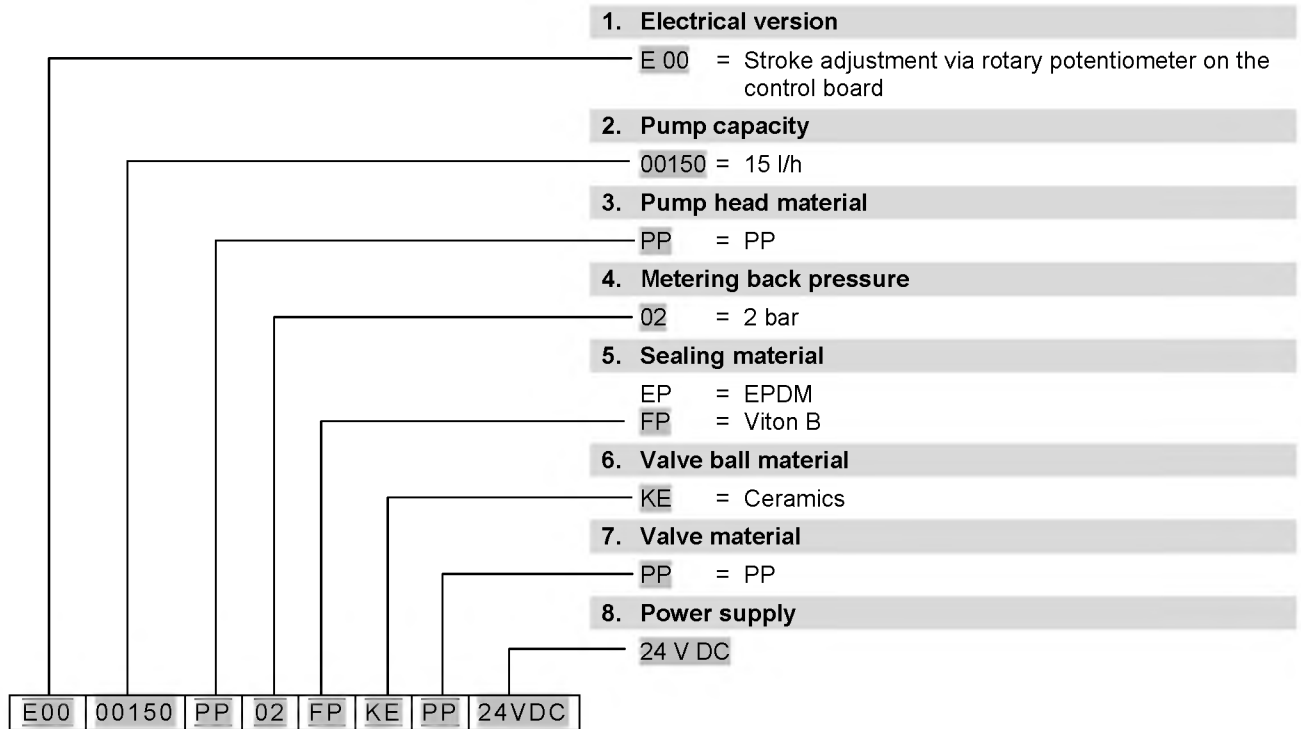 1. Electrical version
E 00 = Stroke adjustment via rotary potentiometer on the
control board
2. Pump capacity
00150 = 15 l/h
3. Pump head material
PP = PP
4. Metering back pressure
02 = 2 bar
5. Sealing material
EP = EPDM
FP = Viton B
6. Valve ball material
KE = Ceramics
7. Valve material
PP = PP
8. Power supply
24 V DC
E00 00150 PP 02 FP KE PP 24VDC